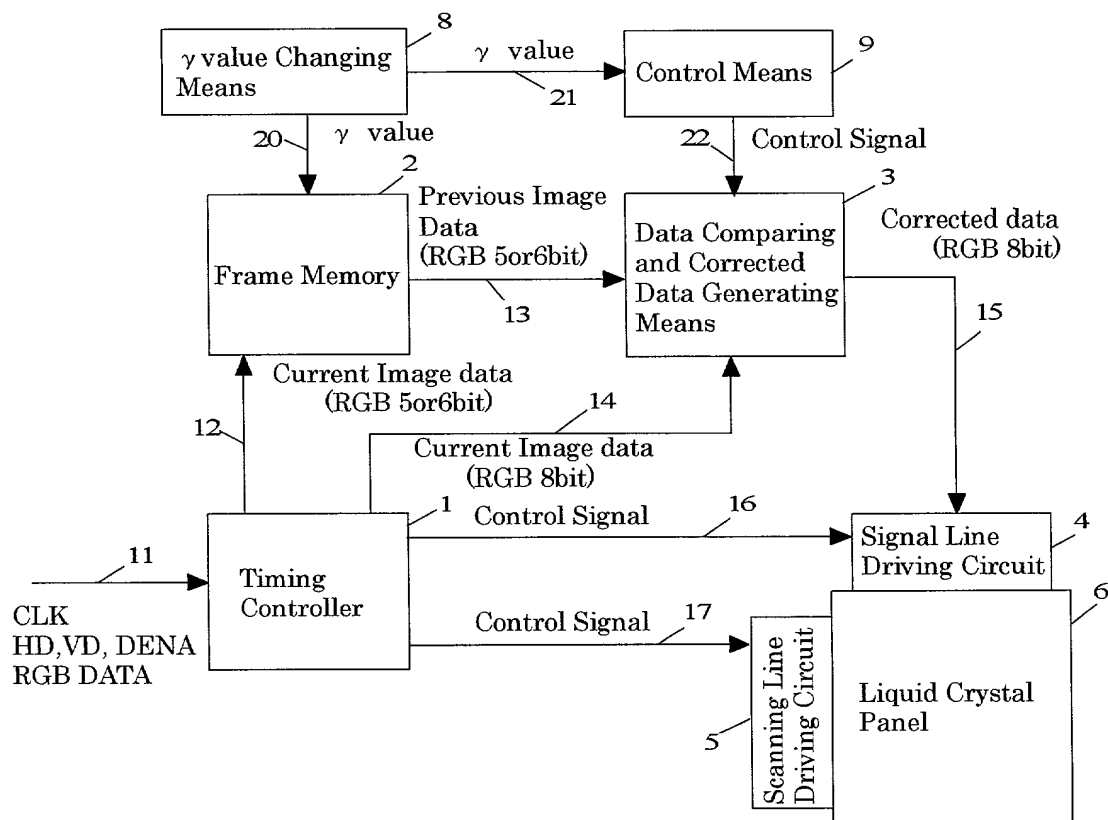 8
γ value Changing
Means
γ value
21
9
Control Means
20
γ value
22
Control Signal
2
Frame Memory
Previous Image
Data
(RGB 5or6bit)
13
3
Data Comparing
and Corrected
Data Generating
Means
Corrected data
(RGB 8bit)
15
12
Current Image data
(RGB 5or6bit)
14
Current Image data
(RGB 8bit)
1
Timing
Controller
11
CLK
HD,VD, DENA
RGB DATA
Control Signal
16
Control Signal
17
4
Signal Line
Driving Circuit
5
Scanning Line
Driving Circuit
6
Liquid Crystal
Panel